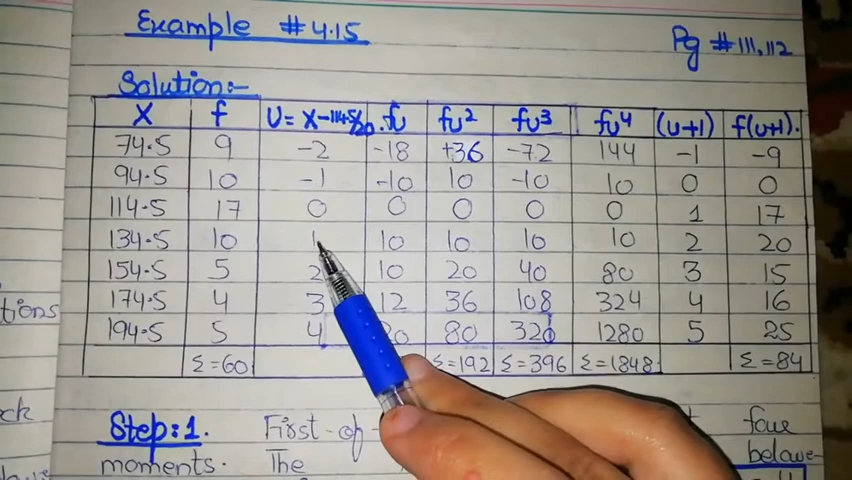 Example #4.15
Pg #111,112
Solution:-
X f U= X-114.5/20 fu fu² fu³ fu⁴ (u+1) f(u+1).
74.5 9 -2 -18 +36 -72 144 -1 -9
94.5 10 -1 -10 10 -10 10 0 0
114.5 17 0 0 0 0 0 1 17
134.5 10 1 10 10 10 10 2 20
154.5 5 2 10 20 40 80 3 15
174.5 4 3 12 36 108 324 4 16
194.5 5 4 80 320 1280 5 25
Σ=60 Σ=192 Σ=396 Σ=1848 Σ=84
Step:1. First-of four
moments. The belowe-
tions
ck